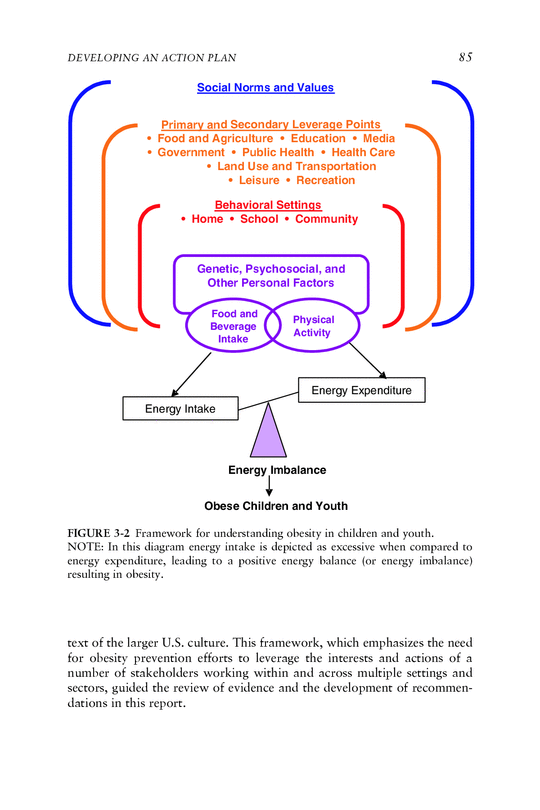 DEVELOPING AN ACTION PLAN 85
Social Norms and Values
Primary and Secondary Leverage Points
• Food and Agriculture • Education • Media
• Government • Public Health • Health Care
• Land Use and Transportation
• Leisure • Recreation
Behavioral Settings
• Home • School • Community
Genetic, Psychosocial, and
Other Personal Factors
Food and
Beverage
Intake
Physical
Activity
Energy Expenditure
Energy Intake
Energy Imbalance
Obese Children and Youth
FIGURE 3-2 Framework for understanding obesity in children and youth.
NOTE: In this diagram energy intake is depicted as excessive when compared to
energy expenditure, leading to a positive energy balance (or energy imbalance)
resulting in obesity.
text of the larger U.S. culture. This framework, which emphasizes the need
for obesity prevention efforts to leverage the interests and actions of a
number of stakeholders working within and across multiple settings and
sectors, guided the review of evidence and the development of recommen-
dations in this report.